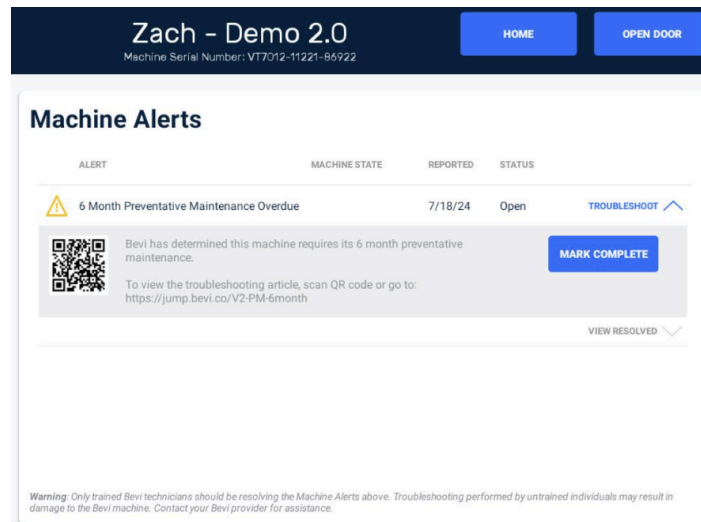 Zach - Demo 2.0
HOME
OPEN DOOR
Machine Serial Number: VT7012-11221-86922
Machine Alerts
ALERT MACHINE STATE REPORTED STATUS
6 Month Preventative Maintenance Overdue 7/18/24 Open TROUBLESHOOT
Bevi has determined this machine requires its 6 month preventative
maintenance.
MARK COMPLETE
To view the troubleshooting article, scan QR code or go to:
https://jump.bevi.co/V2-PM-6month
VIEW RESOLVED
Warning: Only trained Bevi technicians should be resolving the Machine Alerts above. Troubleshooting performed by untrained individuals may result in
damage to the Bevi machine. Contact your Bevi provider for assistance.